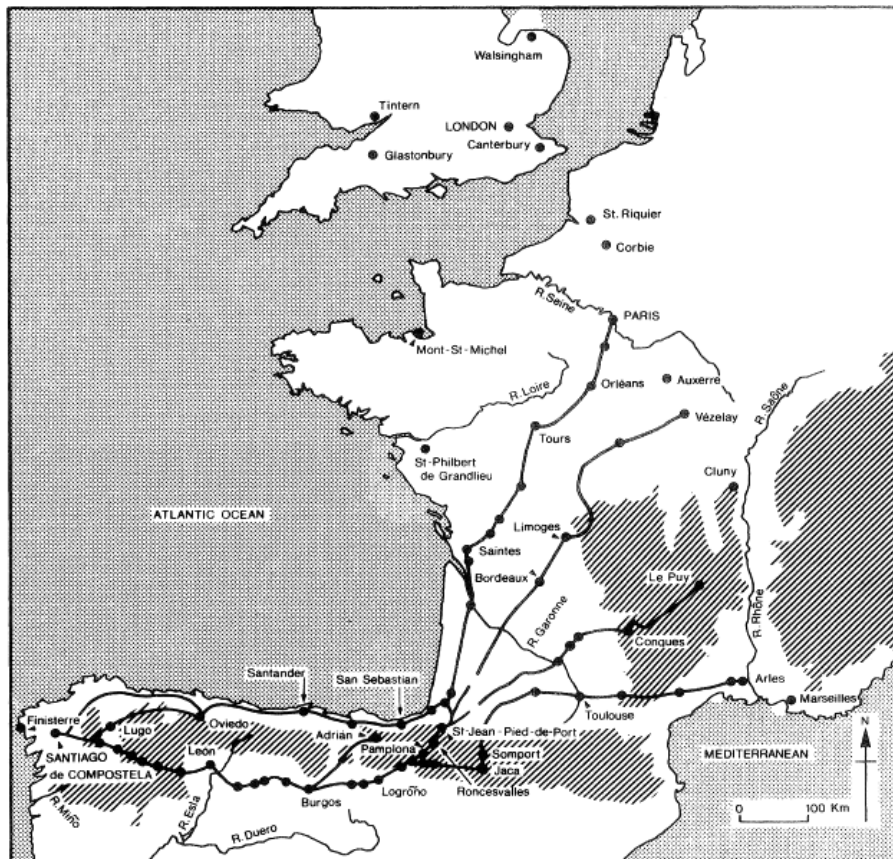 Walsingham
Tintern
LONDON
Canterbury
Glastonbury
St. Riquier
Corbie
R. Seine
PARIS
Mont-St-Michel
Auxerre
Orléans
R. Loire
R. Saône
Vézelay
Tours
St-Philbert
de Grandlieu
Cluny
ATLANTIC OCEAN
Limoges
Saintes
Bordeaux
Le Puy
R. Garonne
R. Rhône
Conques
Santander
San Sebastian
Arles
Marseilles
Toulouse
Finisterre
Lugo
Oviedo
Adrián
St-Jean-Pied-de-Port
N
SANTIAGO
de COMPOSTELA
León
Pamplona
Somport
MEDITERRANEAN
Jaca
R. Miño
R. Esla
Burgos
Logroño
Roncesvalles
0 100 Km
R. Duero